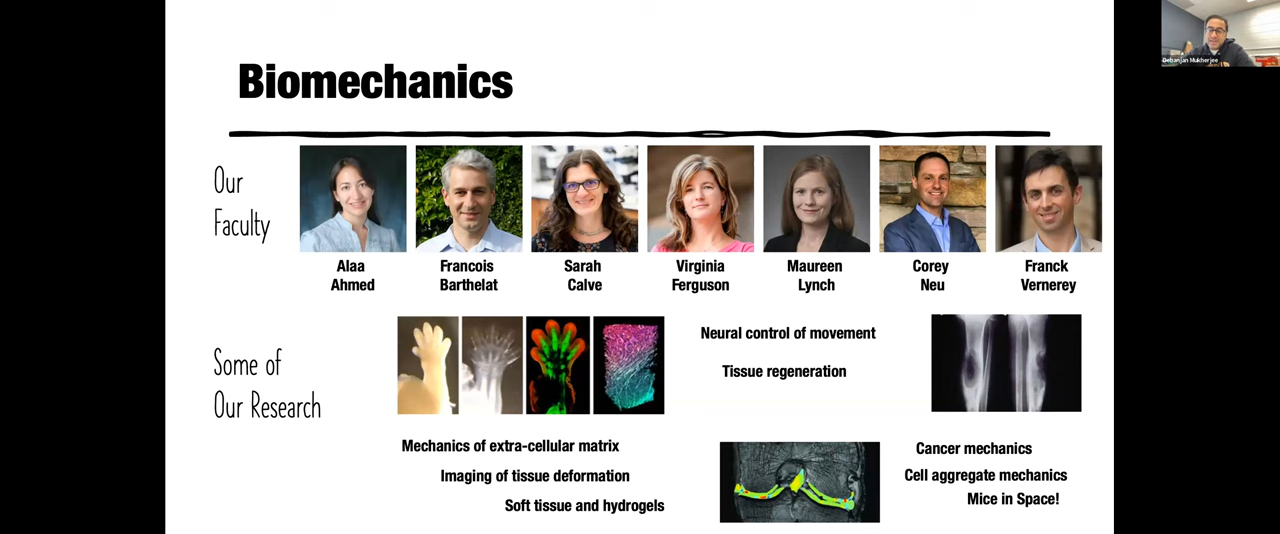 Biomechanics
Debanjan Mukherjee
Our
Faculty
Alaa
Ahmed
Francois
Barthelat
Sarah
Calve
Virginia
Ferguson
Maureen
Lynch
Corey
Neu
Franck
Vernerey
Some of
Our Research
Neural control of movement
Tissue regeneration
Mechanics of extra-cellular matrix
Imaging of tissue deformation
Soft tissue and hydrogels
Cancer mechanics
Cell aggregate mechanics
Mice in Space!